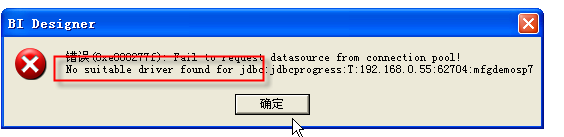 BI Designer
错误(0xe000277f): Fail to request datasource from connection pool!
No suitable driver found for jdbc:jdbcprogress:T:192.168.0.55:62704:mfgdemosp7
确定